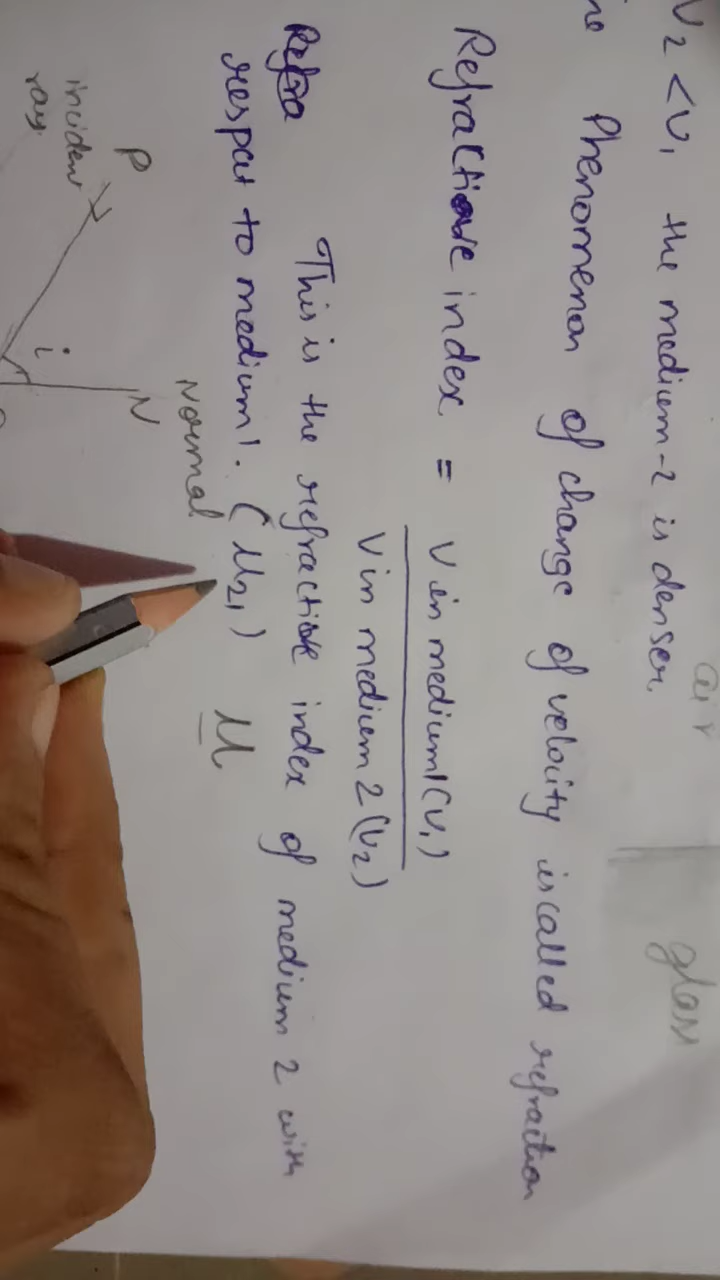 air
glass
V2 < V1 the medium-2 is denser.
Phenomenon of change of velocity is called refraction
Refractive index = V in medium1 (V1)
V in medium 2 (V2)
Refra
This is the refractive index of medium 2 with
respect to medium1. (μ21) μ
Normal
P
N
incident
ray
i